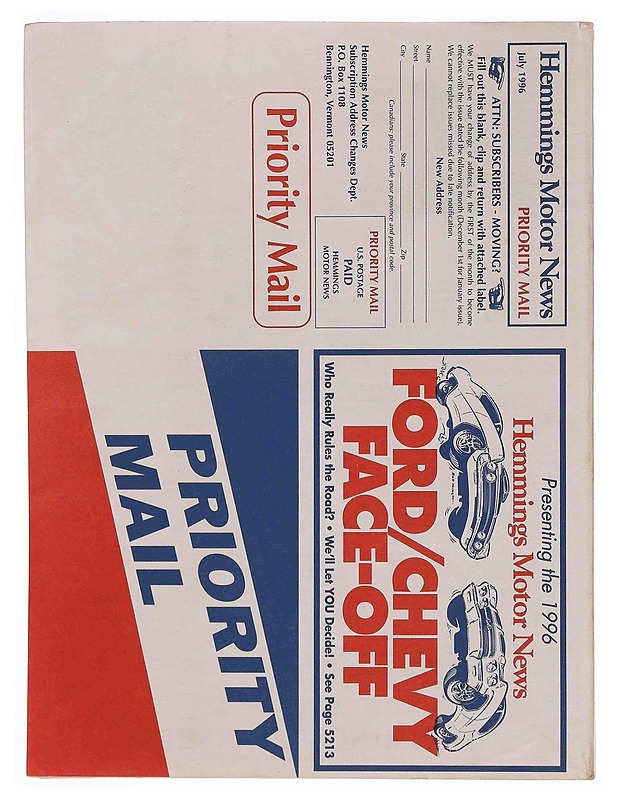 Hemmings Motor News
July 1996
PRIORITY MAIL
ATTN: SUBSCRIBERS - MOVING?
Fill out this blank, clip and return with attached label.
We MUST have your change of address by the FIRST of the month to become
effective with the issue dated the following month (December 1st for January issue).
We cannot replace issues missed due to late notification.
New Address
Name
Street
City
State
Zip
Canadians: please include your province and postal code.
Hemmings Motor News
Subscription Address Changes Dept.
P.O. Box 1108
Bennington, Vermont 05201
PRIORITY MAIL
U.S. POSTAGE
PAID
HEMMINGS
MOTOR NEWS
Priority Mail
Presenting the 1996
Hemmings Motor News
FORD/CHEVY
FACE-OFF
Who Really Rules the Road? • We'll Let YOU Decide! • See Page 5213
PRIORITY
MAIL